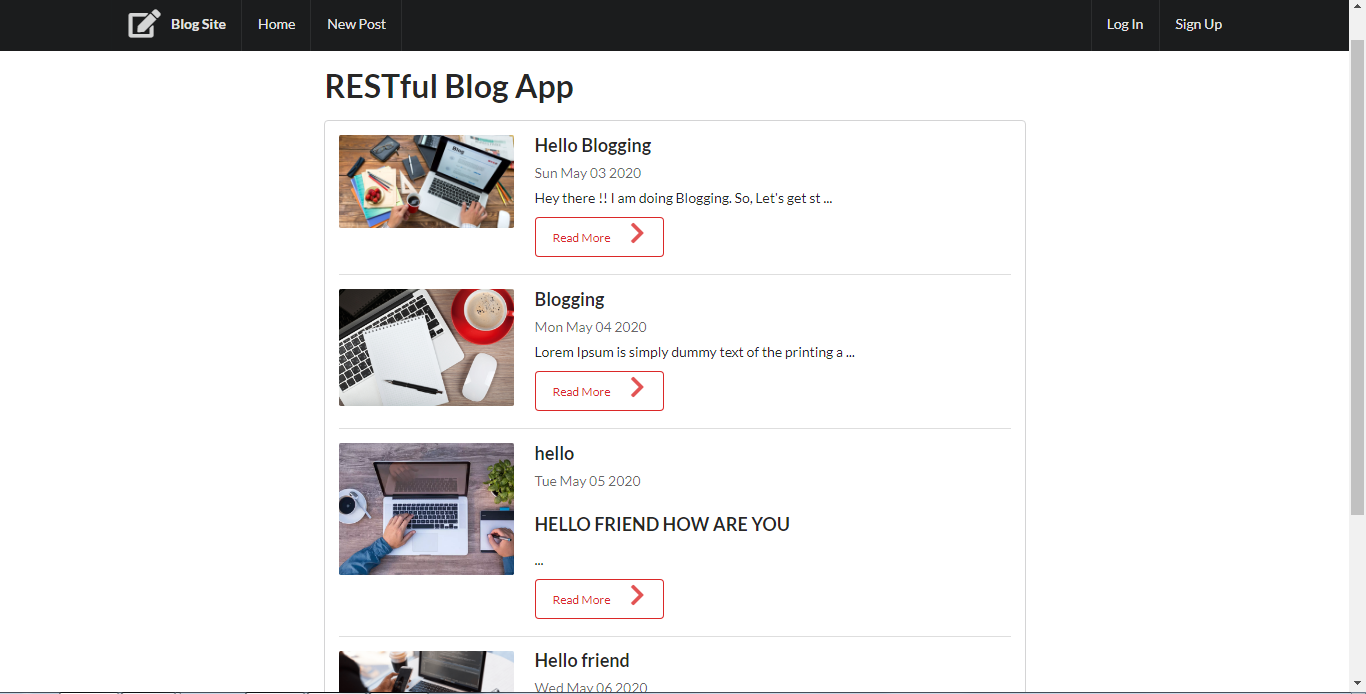 Blog Site Home New Post Log In Sign Up
RESTful Blog App
Hello Blogging
Sun May 03 2020
Hey there !! I am doing Blogging. So, Let's get st ...
Read More
Blogging
Mon May 04 2020
Lorem Ipsum is simply dummy text of the printing a ...
Read More
hello
Tue May 05 2020
HELLO FRIEND HOW ARE YOU
...
Read More
Hello friend
Wed May 06 2020
Blog